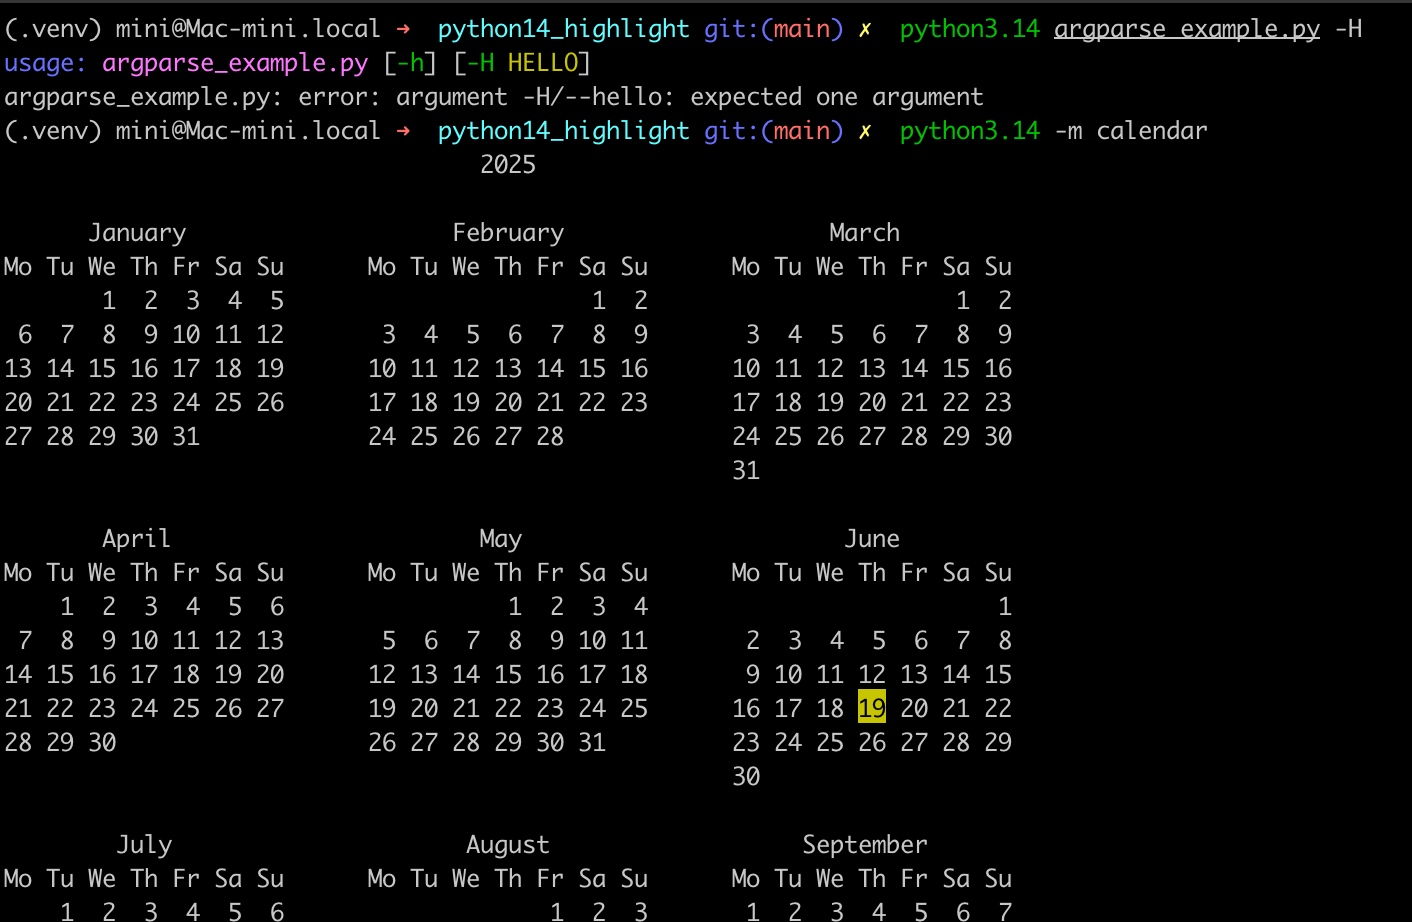 (.venv) mini@Mac-mini.local ➜  python14_highlight git:(main) ✗  python3.14 argparse_example.py -H
usage: argparse_example.py [-h] [-H HELLO]
argparse_example.py: error: argument -H/--hello: expected one argument
(.venv) mini@Mac-mini.local ➜  python14_highlight git:(main) ✗  python3.14 -m calendar
                                  2025

      January                   February                   March
Mo Tu We Th Fr Sa Su      Mo Tu We Th Fr Sa Su      Mo Tu We Th Fr Sa Su
       1  2  3  4  5                      1  2                      1  2
 6  7  8  9 10 11 12       3  4  5  6  7  8  9       3  4  5  6  7  8  9
13 14 15 16 17 18 19      10 11 12 13 14 15 16      10 11 12 13 14 15 16
20 21 22 23 24 25 26      17 18 19 20 21 22 23      17 18 19 20 21 22 23
27 28 29 30 31            24 25 26 27 28            24 25 26 27 28 29 30
                                                    31

       April                      May                       June
Mo Tu We Th Fr Sa Su      Mo Tu We Th Fr Sa Su      Mo Tu We Th Fr Sa Su
    1  2  3  4  5  6                1  2  3  4                         1
 7  8  9 10 11 12 13       5  6  7  8  9 10 11       2  3  4  5  6  7  8
14 15 16 17 18 19 20      12 13 14 15 16 17 18       9 10 11 12 13 14 15
21 22 23 24 25 26 27      19 20 21 22 23 24 25      16 17 18 19 20 21 22
28 29 30                  26 27 28 29 30 31         23 24 25 26 27 28 29
                                                    30

        July                     August                  September
Mo Tu We Th Fr Sa Su      Mo Tu We Th Fr Sa Su      Mo Tu We Th Fr Sa Su
    1  2  3  4  5  6                   1  2  3       1  2  3  4  5  6  7